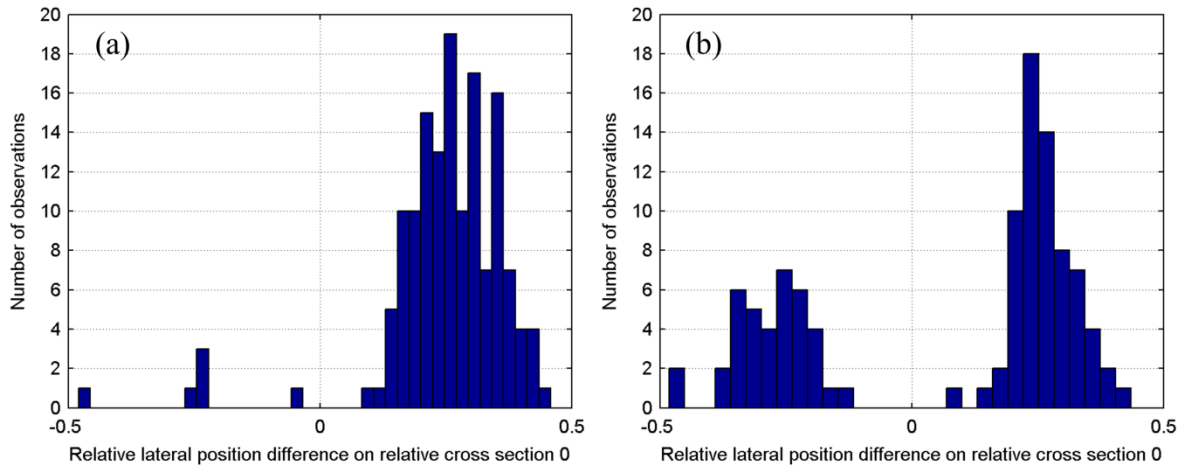 (a)
Number of observations
20
18
16
14
12
10
8
6
4
2
0
-0.5 0 0.5
Relative lateral position difference on relative cross section 0
(b)
Number of observations
20
18
16
14
12
10
8
6
4
2
0
-0.5 0 0.5
Relative lateral position difference on relative cross section 0